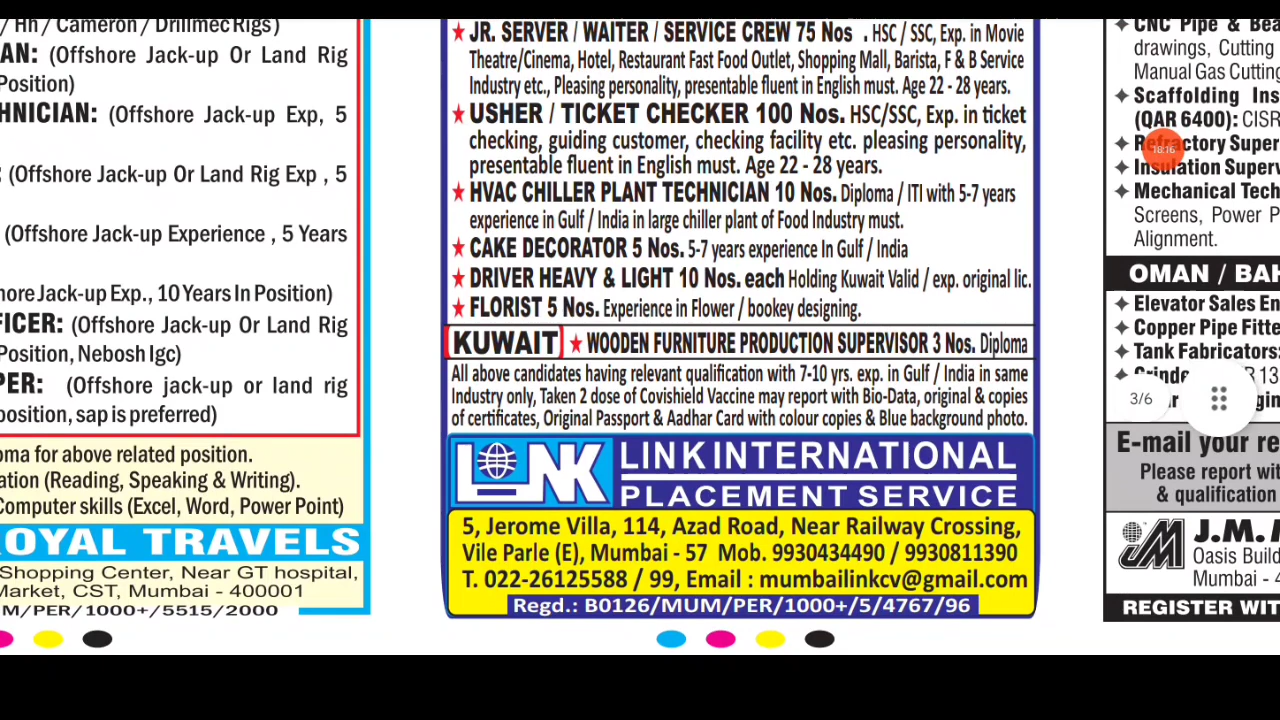 / Hh / Cameron / Drillmec Rigs)
AN: (Offshore Jack-up Or Land Rig
Position)
HNICIAN: (Offshore Jack-up Exp, 5
: (Offshore Jack-up Or Land Rig Exp , 5
(Offshore Jack-up Experience , 5 Years
hore Jack-up Exp., 10 Years In Position)
FICER: (Offshore Jack-up Or Land Rig
Position, Nebosh Igc)
PER: (Offshore jack-up or land rig
position, sap is preferred)
oma for above related position.
ation (Reading, Speaking & Writing).
Computer skills (Excel, Word, Power Point)
ROYAL TRAVELS
Shopping Center, Near GT hospital,
Market, CST, Mumbai - 400001
M/PER/1000+/5515/2000
★ JR. SERVER / WAITER / SERVICE CREW 75 Nos . HSC / SSC, Exp. in Movie
Theatre/Cinema, Hotel, Restaurant Fast Food Outlet, Shopping Mall, Barista, F & B Service
Industry etc., Pleasing personality, presentable fluent in English must. Age 22 - 28 years.
★ USHER / TICKET CHECKER 100 Nos. HSC/SSC, Exp. in ticket
checking, guiding customer, checking facility etc. pleasing personality,
presentable fluent in English must. Age 22 - 28 years.
★ HVAC CHILLER PLANT TECHNICIAN 10 Nos. Diploma / ITI with 5-7 years
experience in Gulf / India in large chiller plant of Food Industry must.
★ CAKE DECORATOR 5 Nos. 5-7 years experience In Gulf / India
★ DRIVER HEAVY & LIGHT 10 Nos. each Holding Kuwait Valid / exp. original lic.
★ FLORIST 5 Nos. Experience in Flower / bookey designing.
KUWAIT ★ WOODEN FURNITURE PRODUCTION SUPERVISOR 3 Nos. Diploma
All above candidates having relevant qualification with 7-10 yrs. exp. in Gulf / India in same
Industry only, Taken 2 dose of Covishield Vaccine may report with Bio-Data, original & copies
of certificates, Original Passport & Aadhar Card with colour copies & Blue background photo.
LINK
LINK INTERNATIONAL
PLACEMENT SERVICE
5, Jerome Villa, 114, Azad Road, Near Railway Crossing,
Vile Parle (E), Mumbai - 57 Mob. 9930434490 / 9930811390
T. 022-26125588 / 99, Email : mumbailinkcv@gmail.com
Regd.: B0126/MUM/PER/1000+/5/4767/96
✦ CNC Pipe & Bea
drawings, Cutting
Manual Gas Cutting
✦ Scaffolding Ins
(QAR 6400): CISR
18:16
✦ Refractory Super
✦ Insulation Superv
✦ Mechanical Tech
Screens, Power P
Alignment.
OMAN / BAH
✦ Elevator Sales En
✦ Copper Pipe Fitte
✦ Tank Fabricators:
3/6
E-mail your re
Please report wit
& qualification
JM
J.M. A
Oasis Build
Mumbai - 4
REGISTER WIT